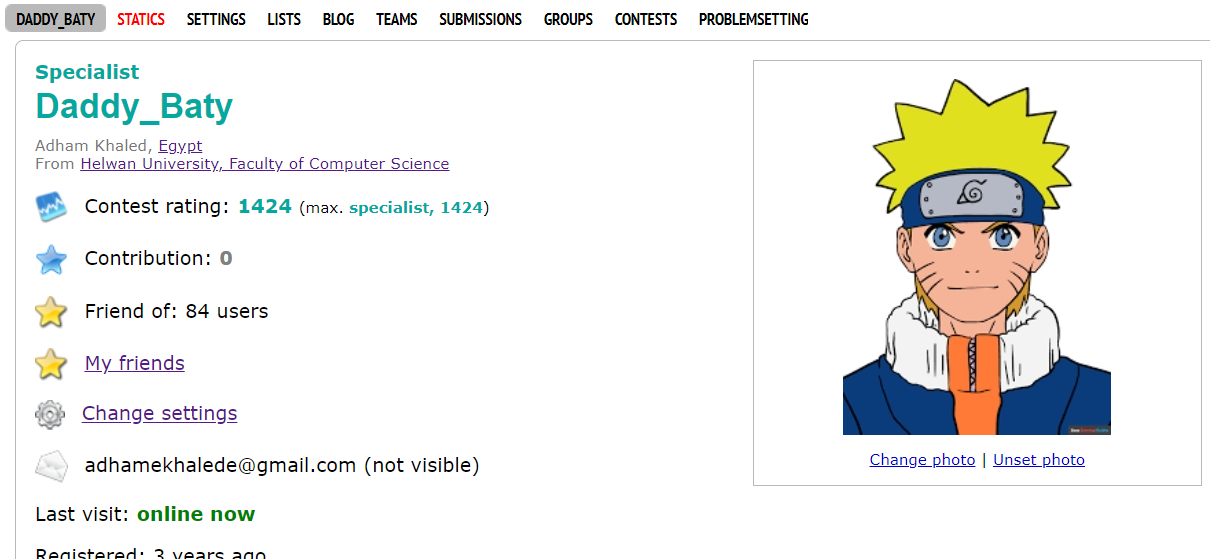 DADDY_BATY STATICS SETTINGS LISTS BLOG TEAMS SUBMISSIONS GROUPS CONTESTS PROBLEMSETTING
Specialist
Daddy_Baty
Adham Khaled, Egypt
From Helwan University, Faculty of Computer Science
Contest rating: 1424 (max. specialist, 1424)
Contribution: 0
Friend of: 84 users
My friends
Change settings
adhamekhalede@gmail.com (not visible)
Last visit: online now
Registered: 3 years ago
Change photo | Unset photo